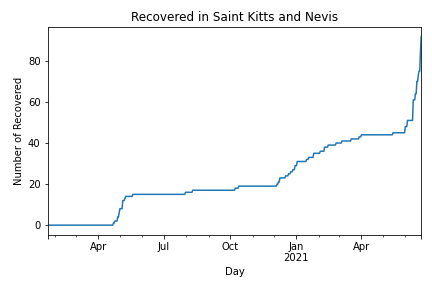 Recovered in Saint Kitts and Nevis
Number of Recovered
80
60
40
20
0
Apr
Jul
Oct
Jan
2021
Apr
Day